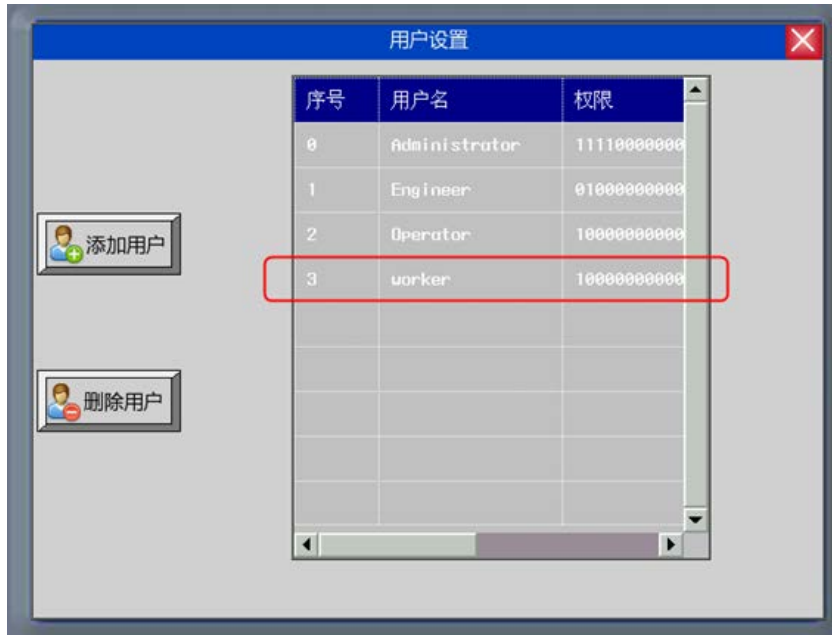 用户设置
序号 用户名 权限
0 Administrator 11110000000
1 Engineer 01000000000
添加用户
2 Operator 10000000000
3 worker 10000000000
删除用户